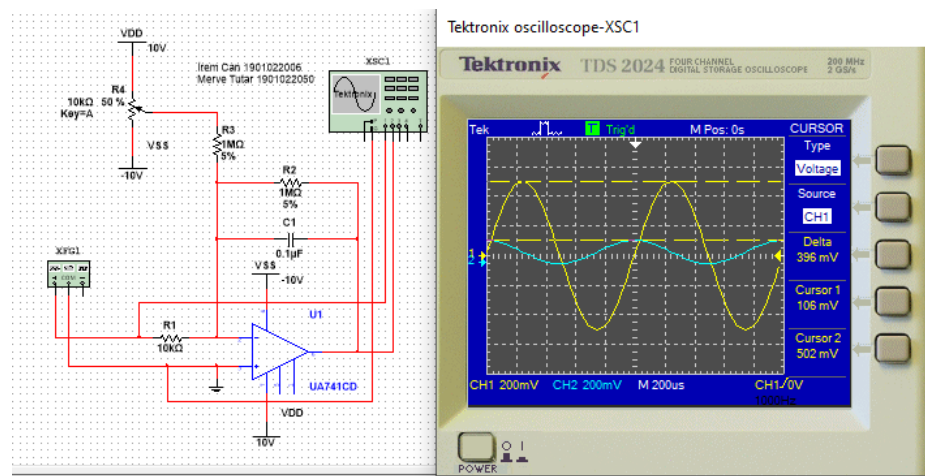 Tektronix oscilloscope-XSC1
VDD
10V
Irem Can 1901022006
Merve Tutar 1901022050
XSC1
Tektronix
R4
10kΩ 50 %
Key=A
VSS
-10V
R3
1MΩ
5%
R2
1MΩ
5%
C1
0.1µF
VSS
-10V
XFG1
COM
R1
10kΩ
U1
UA741CD
VDD
10V
Tektronix TDS 2024 FOUR CHANNEL DIGITAL STORAGE OSCILLOSCOPE 200 MHz 2 GS/s
Tek T Trig'd M Pos: 0s CURSOR
Type
Voltage
Source
CH1
Delta
396 mV
Cursor 1
106 mV
Cursor 2
502 mV
1
2
CH1 200mV CH2 200mV M 200us CH1 / 0V
1000Hz
POWER